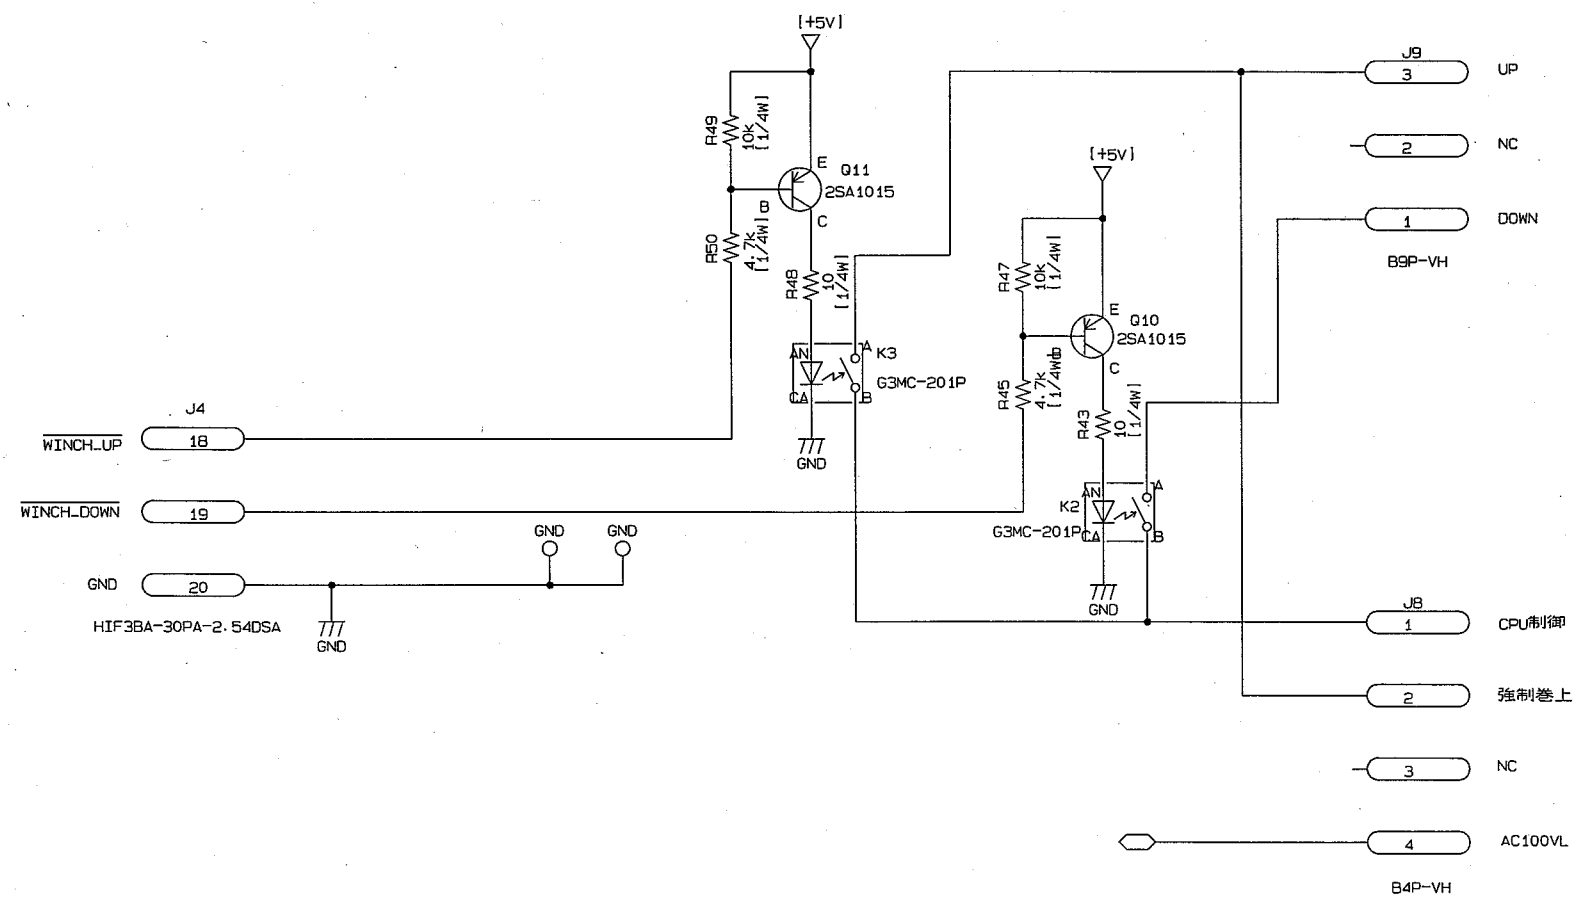 [+5V]
J9
3
UP
R49
10k
[1/4W]
2
NC
[+5V]
E
Q11
2SA1015
B
C
1
DOWN
R50
4.7k
[1/4W]
R48
10
[1/4W]
B9P-VH
R47
10k
[1/4W]
E
Q10
2SA1015
B
C
AN
A
K3
G3MC-201P
CA
B
R45
4.7k
[1/4W]
R43
10
[1/4W]
J4
WINCH_UP
18
GND
AN
A
K2
G3MC-201P
CA
B
WINCH_DOWN
19
GND
GND
GND
20
HIF3BA-30PA-2.54DSA
GND
GND
J8
1
CPU制御
2
強制巻上
3
NC
4
AC100VL
B4P-VH